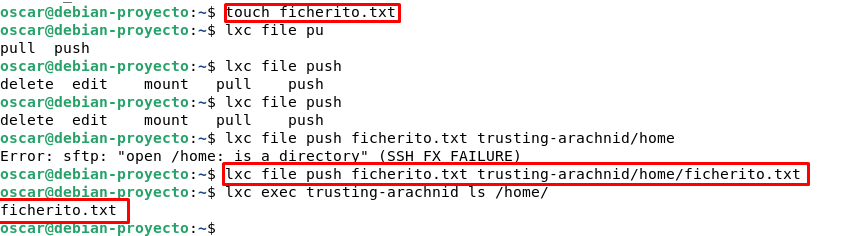 oscar@debian-proyecto:~$ touch ficherito.txt
oscar@debian-proyecto:~$ lxc file pu
pull  push
oscar@debian-proyecto:~$ lxc file push
delete  edit    mount   pull    push
oscar@debian-proyecto:~$ lxc file push
delete  edit    mount   pull    push
oscar@debian-proyecto:~$ lxc file push ficherito.txt trusting-arachnid/home
Error: sftp: "open /home: is a directory" (SSH_FX_FAILURE)
oscar@debian-proyecto:~$ lxc file push ficherito.txt trusting-arachnid/home/ficherito.txt
oscar@debian-proyecto:~$ lxc exec trusting-arachnid ls /home/
ficherito.txt
oscar@debian-proyecto:~$